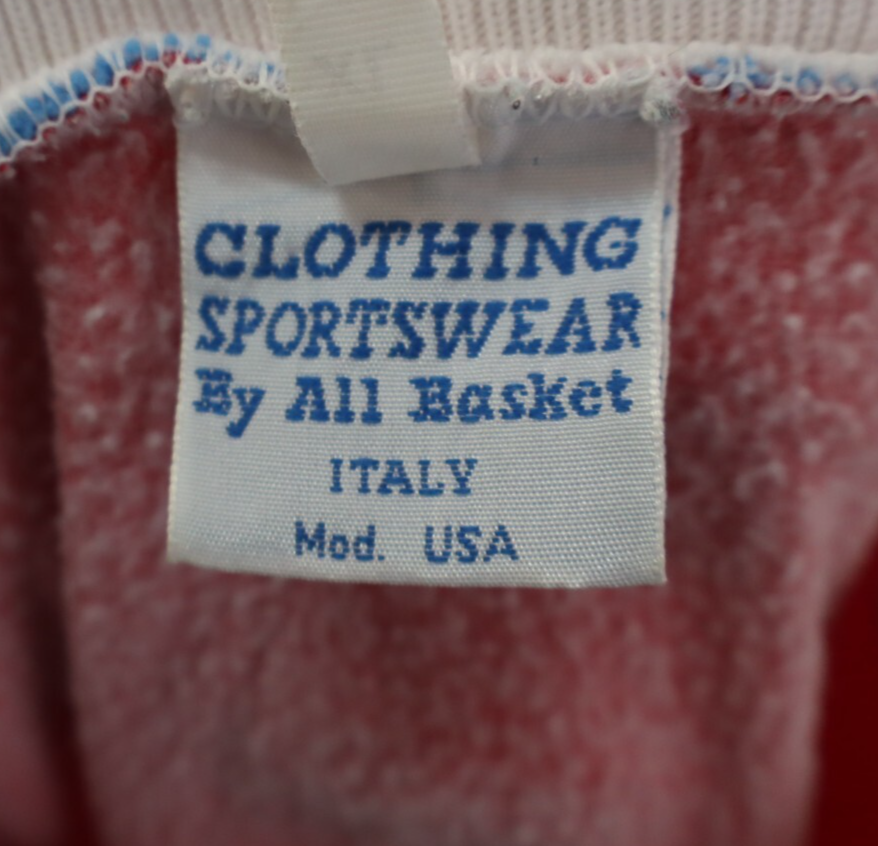 CLOTHING
SPORTSWEAR
By All Basket
ITALY
Mod. USA